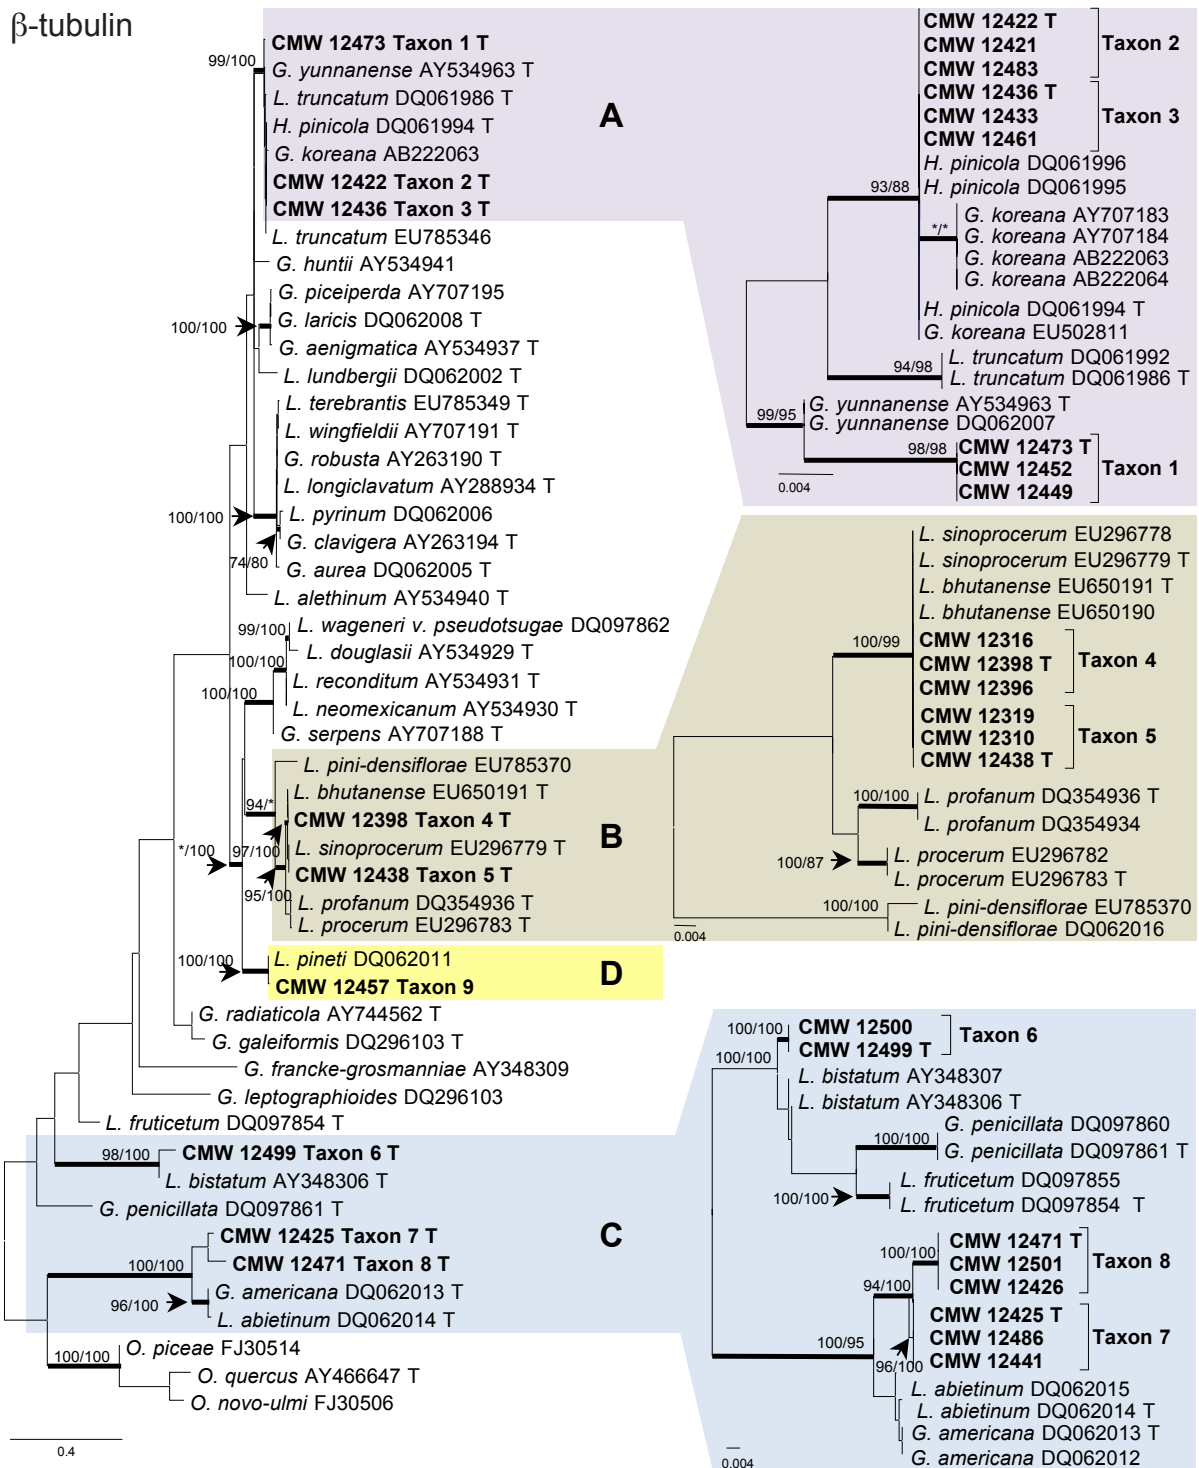 β-tubulin
CMW 12473 Taxon 1 T
99/100
G. yunnanense AY534963 T
L. truncatum DQ061986 T
H. pinicola DQ061994 T
G. koreana AB222063
CMW 12422 Taxon 2 T
CMW 12436 Taxon 3 T
L. truncatum EU785346
A
G. huntii AY534941
G. piceiperda AY707195
100/100
G. laricis DQ062008 T
G. aenigmatica AY534937 T
L. lundbergii DQ062002 T
L. terebrantis EU785349 T
L. wingfieldii AY707191 T
G. robusta AY263190 T
L. longiclavatum AY288934 T
100/100
L. pyrinum DQ062006
G. clavigera AY263194 T
74/80
G. aurea DQ062005 T
L. alethinum AY534940 T
99/100
L. wageneri v. pseudotsugae DQ097862
L. douglasii AY534929 T
100/100
L. reconditum AY534931 T
100/100
L. neomexicanum AY534930 T
G. serpens AY707188 T
L. pini-densiflorae EU785370
L. bhutanense EU650191 T
94/*
CMW 12398 Taxon 4 T
*/100
97/100
L. sinoprocerum EU296779 T
CMW 12438 Taxon 5 T
95/100
L. profanum DQ354936 T
L. procerum EU296783 T
B
100/100
L. pineti DQ062011
CMW 12457 Taxon 9
D
G. radiaticola AY744562 T
G. galeiformis DQ296103 T
G. francke-grosmanniae AY348309
G. leptographioides DQ296103
L. fruticetum DQ097854 T
98/100
CMW 12499 Taxon 6 T
L. bistatum AY348306 T
G. penicillata DQ097861 T
CMW 12425 Taxon 7 T
100/100
CMW 12471 Taxon 8 T
G. americana DQ062013 T
96/100
L. abietinum DQ062014 T
C
O. piceae FJ30514
100/100
O. quercus AY466647 T
O. novo-ulmi FJ30506
0.4
CMW 12422 T
CMW 12421
CMW 12483
Taxon 2
CMW 12436 T
CMW 12433
CMW 12461
Taxon 3
H. pinicola DQ061996
93/88
H. pinicola DQ061995
G. koreana AY707183
*/*
G. koreana AY707184
G. koreana AB222063
G. koreana AB222064
H. pinicola DQ061994 T
G. koreana EU502811
L. truncatum DQ061992
94/98
L. truncatum DQ061986 T
G. yunnanense AY534963 T
99/95
G. yunnanense DQ062007
98/98
CMW 12473 T
CMW 12452
CMW 12449
Taxon 1
0.004
L. sinoprocerum EU296778
L. sinoprocerum EU296779 T
L. bhutanense EU650191 T
L. bhutanense EU650190
100/99
CMW 12316
CMW 12398 T
CMW 12396
Taxon 4
CMW 12319
CMW 12310
CMW 12438 T
Taxon 5
100/100
L. profanum DQ354936 T
L. profanum DQ354934
100/87
L. procerum EU296782
L. procerum EU296783 T
100/100
L. pini-densiflorae EU785370
L. pini-densiflorae DQ062016
0.004
100/100
CMW 12500
CMW 12499 T
Taxon 6
100/100
L. bistatum AY348307
L. bistatum AY348306 T
G. penicillata DQ097860
100/100
G. penicillata DQ097861 T
L. fruticetum DQ097855
100/100
L. fruticetum DQ097854 T
100/100
CMW 12471 T
CMW 12501
CMW 12426
Taxon 8
94/100
CMW 12425 T
CMW 12486
CMW 12441
Taxon 7
100/95
96/100
L. abietinum DQ062015
L. abietinum DQ062014 T
G. americana DQ062013 T
G. americana DQ062012
0.004